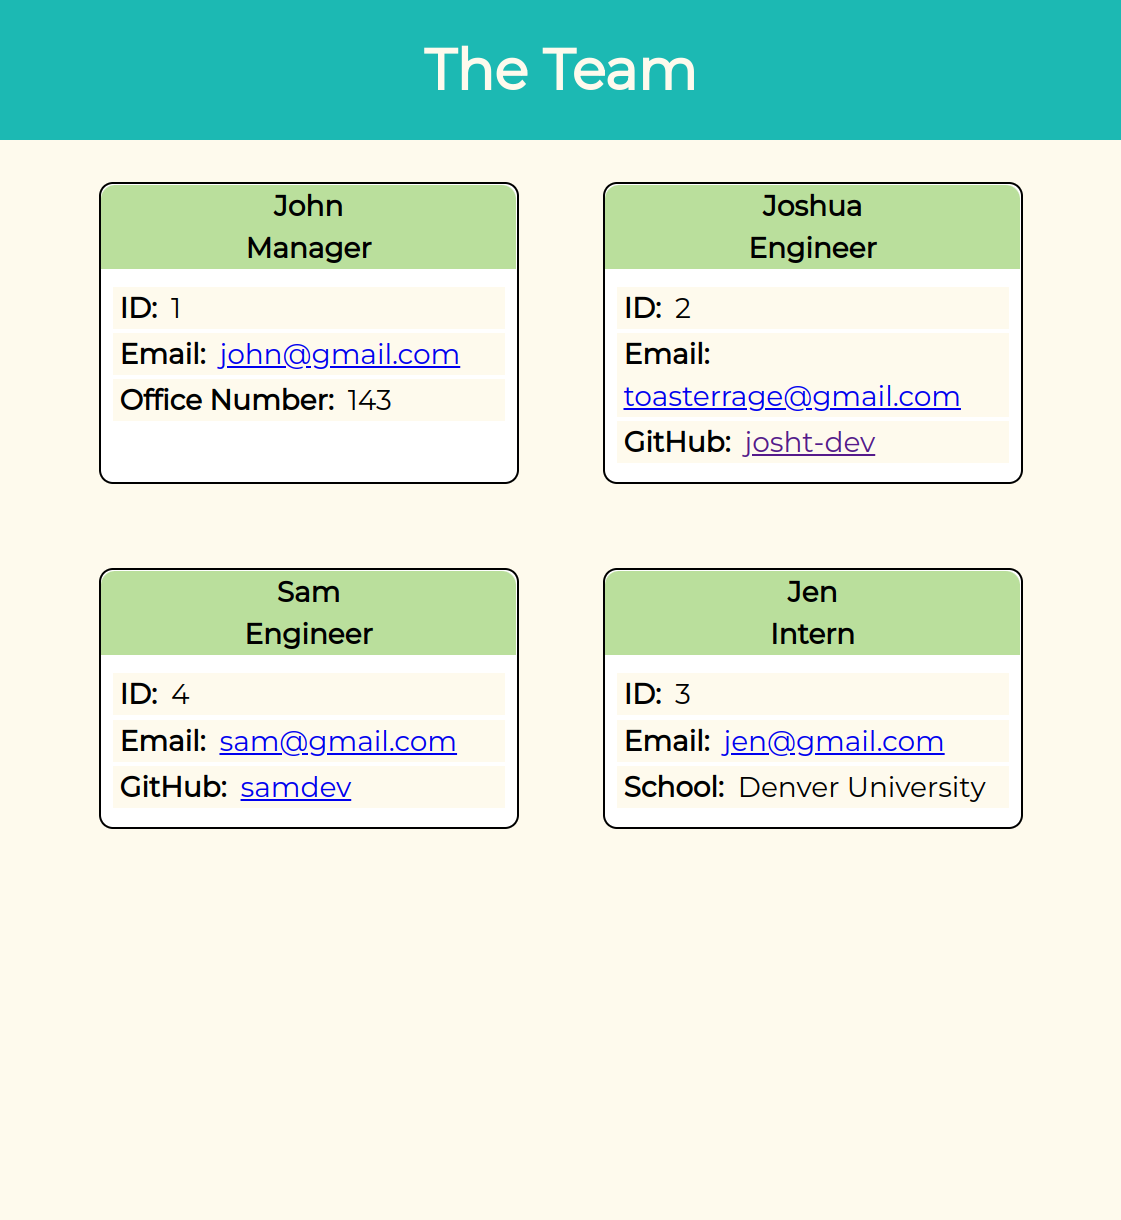 The Team
John
Manager
ID: 1
Email: john@gmail.com
Office Number: 143
Joshua
Engineer
ID: 2
Email:
toasterrage@gmail.com
GitHub: josht-dev
Sam
Engineer
ID: 4
Email: sam@gmail.com
GitHub: samdev
Jen
Intern
ID: 3
Email: jen@gmail.com
School: Denver University